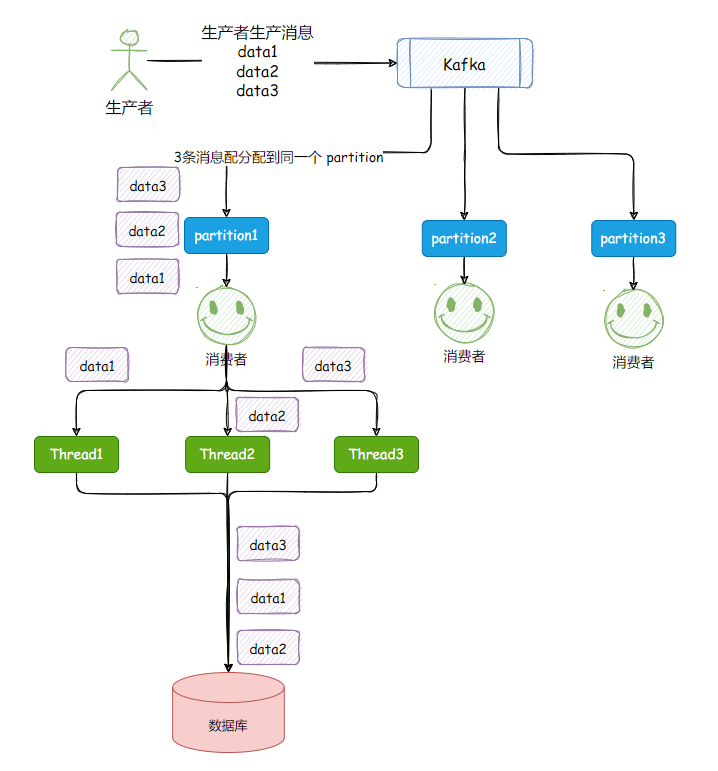 生产者生产消息
data1
data2
data3
Kafka
生产者
3条消息配分配到同一个 partition
data3
data2
data1
partition1
partition2
partition3
消费者
消费者
消费者
data1
data3
data2
Thread1
Thread2
Thread3
data3
data1
data2
数据库